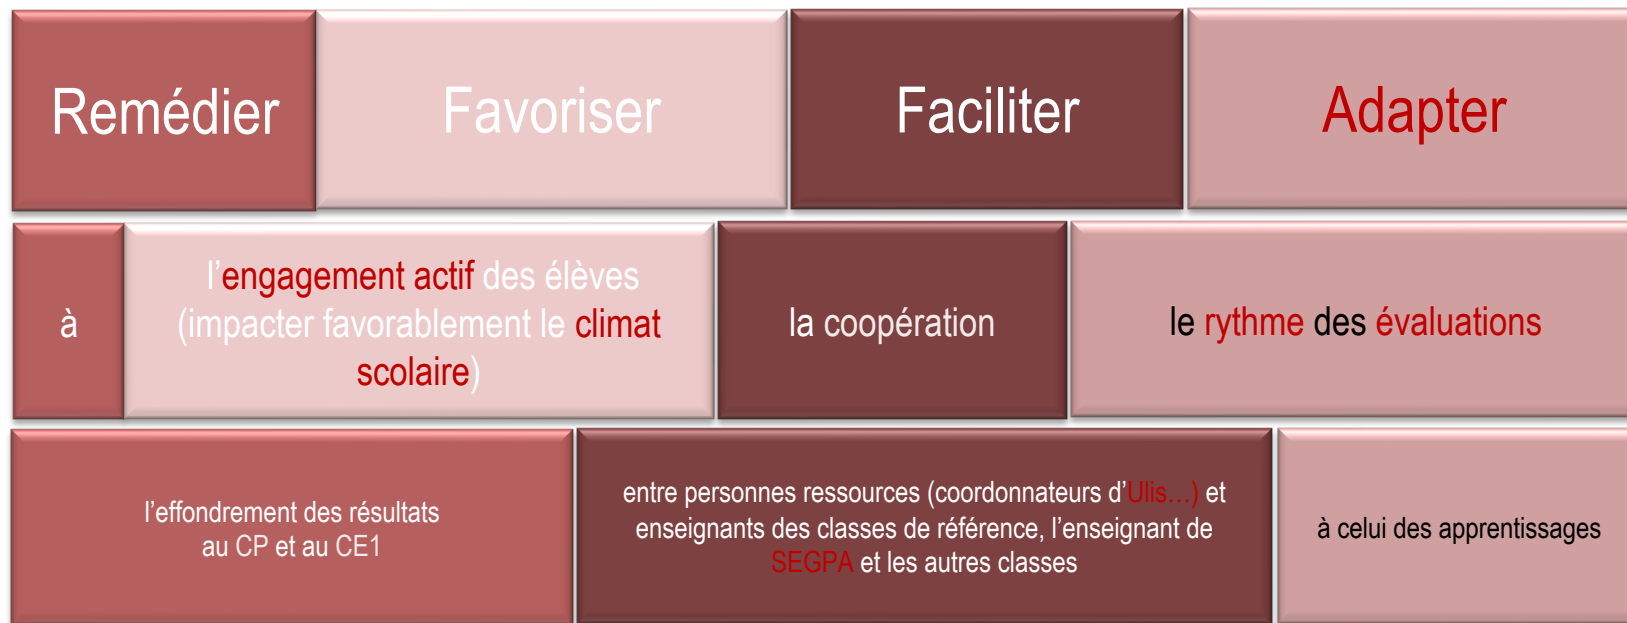 Remédier
Favoriser
Faciliter
Adapter
à
l’engagement actif des élèves
(impacter favorablement le climat
scolaire)
la coopération
le rythme des évaluations
l’effondrement des résultats
au CP et au CE1
entre personnes ressources (coordonnateurs d’Ulis…) et
enseignants des classes de référence, l’enseignant de
SEGPA et les autres classes
à celui des apprentissages